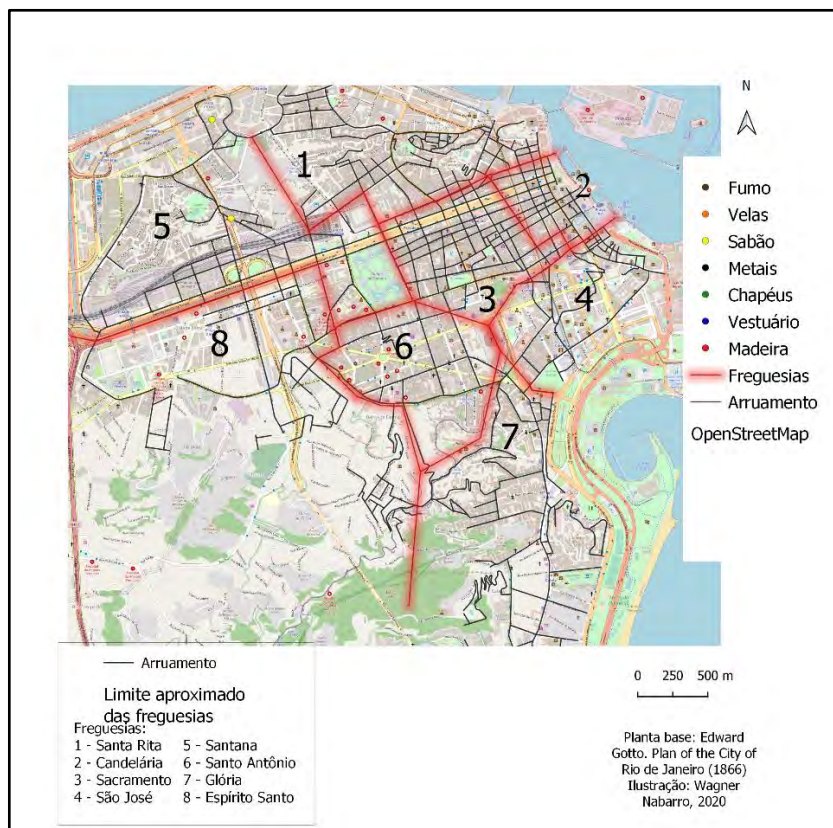 N
1
2
5
3
4
8
6
7
Fumo
Velas
Sabão
Metais
Chapéus
Vestuário
Madeira
Freguesias
Arruamento
OpenStreetMap
Arruamento
Limite aproximado
das freguesias
Freguesias:
1 - Santa Rita 5 - Santana
2 - Candelária 6 - Santo Antônio
3 - Sacramento 7 - Glória
4 - São José 8 - Espírito Santo
0 250 500 m
Planta base: Edward
Gotto. Plan of the City of
Rio de Janeiro (1866)
Ilustração: Wagner
Nabarro, 2020